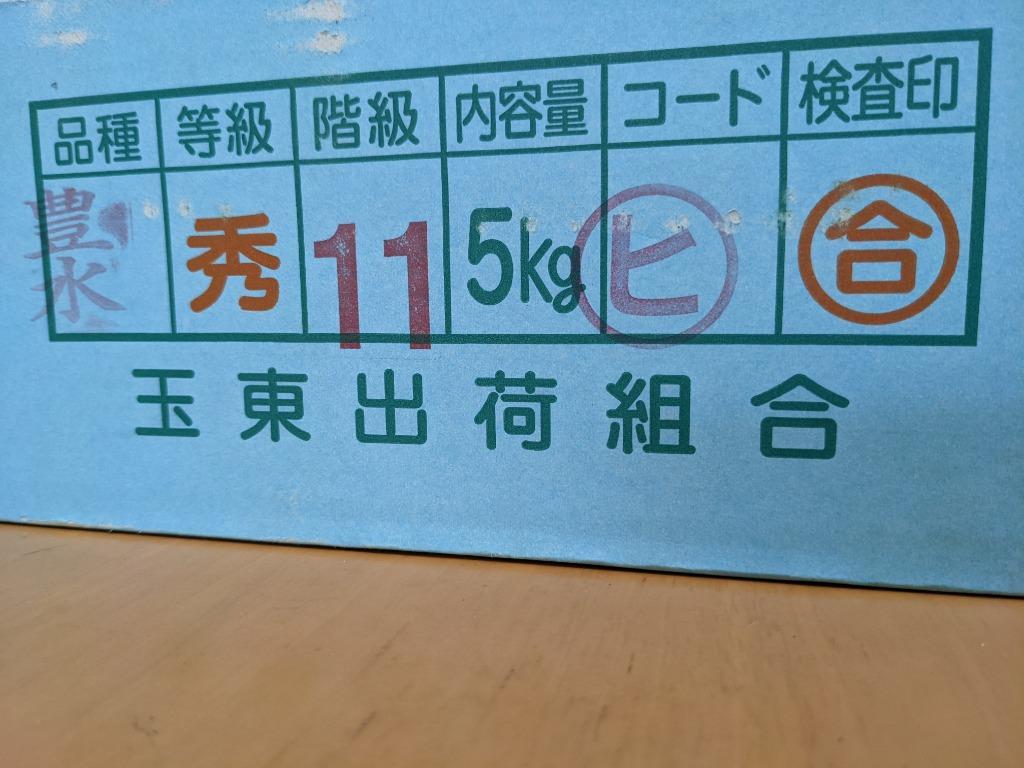 品種 等級 階級 内容量 コード 検査印
豊水 秀 11 5kg ヒ 合
玉東出荷組合